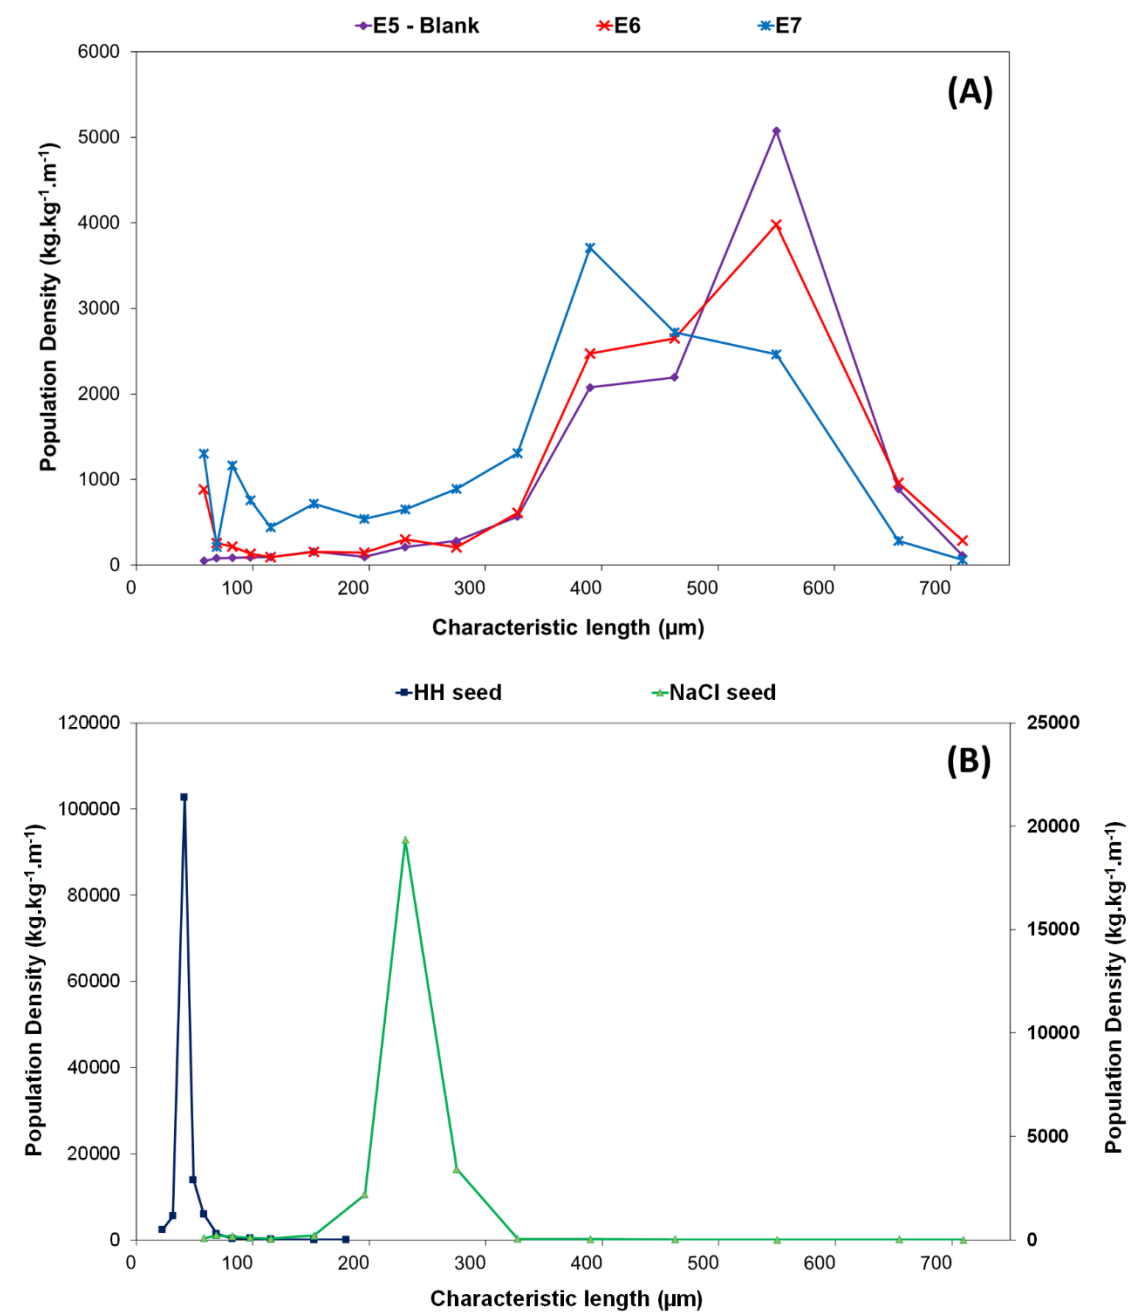 E5 - Blank E6 E7
6000
(A)
5000
4000
3000
2000
1000
0
Population Density (kg.kg⁻¹.m⁻¹)
0 100 200 300 400 500 600 700
Characteristic length (µm)
HH seed NaCl seed
120000 25000
(B)
100000
20000
80000
15000
60000
10000
40000
5000
20000
0 0
Population Density (kg.kg⁻¹.m⁻¹)
Population Density (kg.kg⁻¹.m⁻¹)
0 100 200 300 400 500 600 700
Characteristic length (µm)